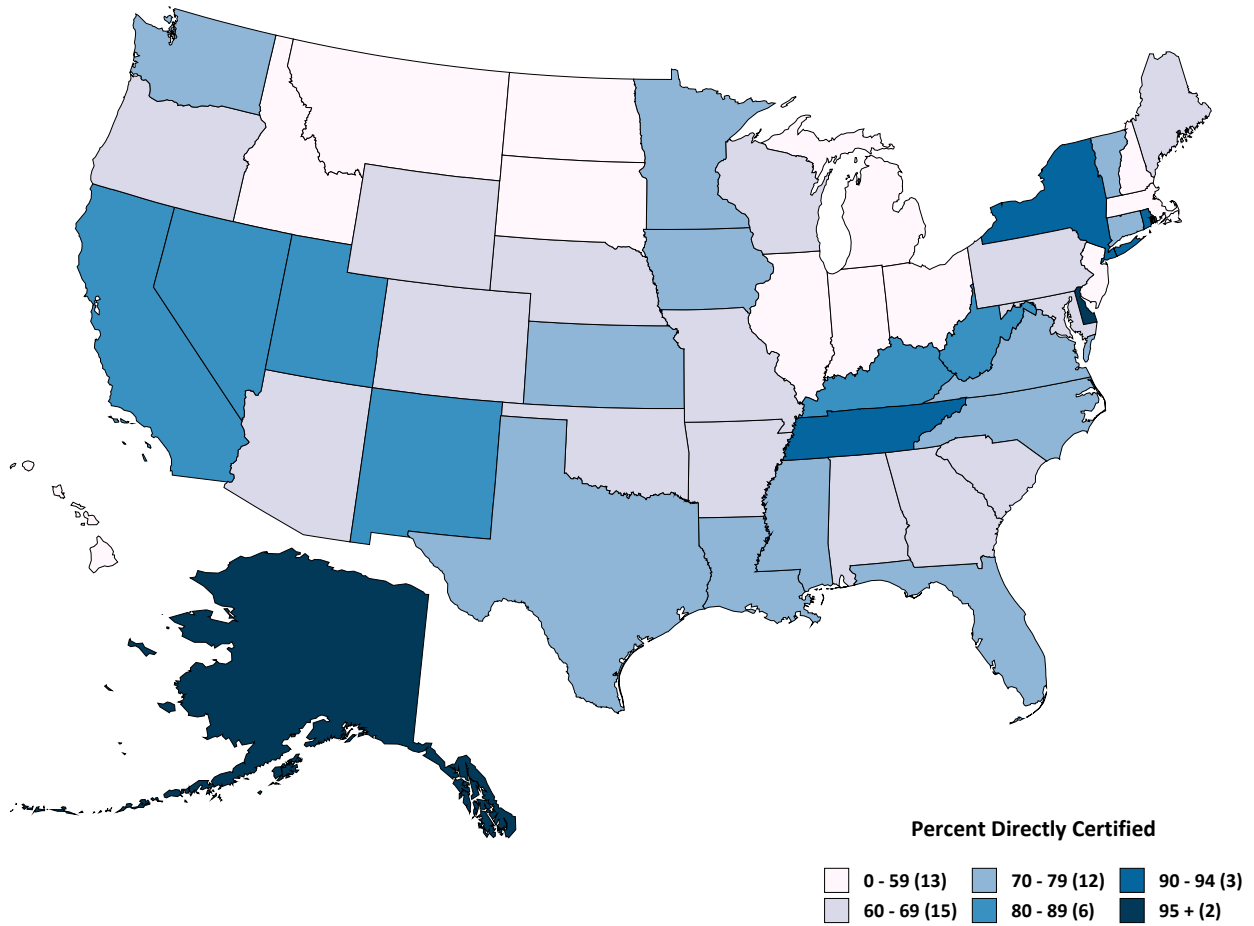 Percent Directly Certified
0 - 59 (13) 70 - 79 (12) 90 - 94 (3)
60 - 69 (15) 80 - 89 (6) 95 + (2)